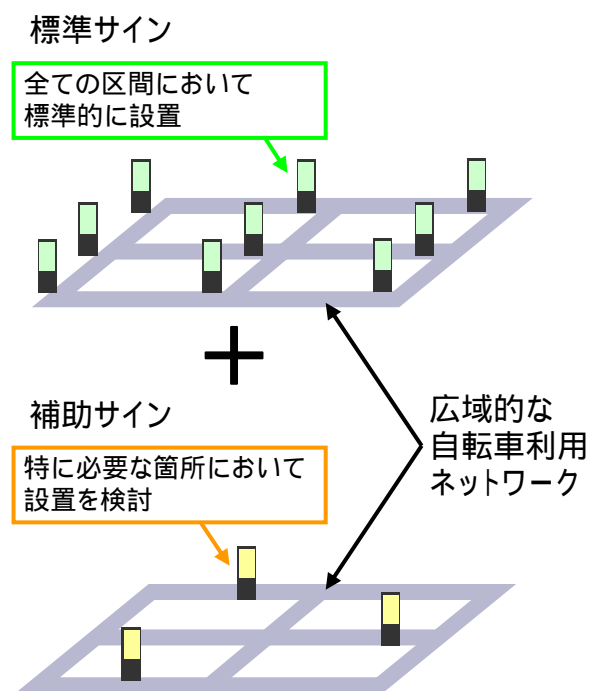 標準サイン
全ての区間において
標準的に設置
補助サイン
特に必要な箇所において
設置を検討
広域的な
自転車利用
ネットワーク